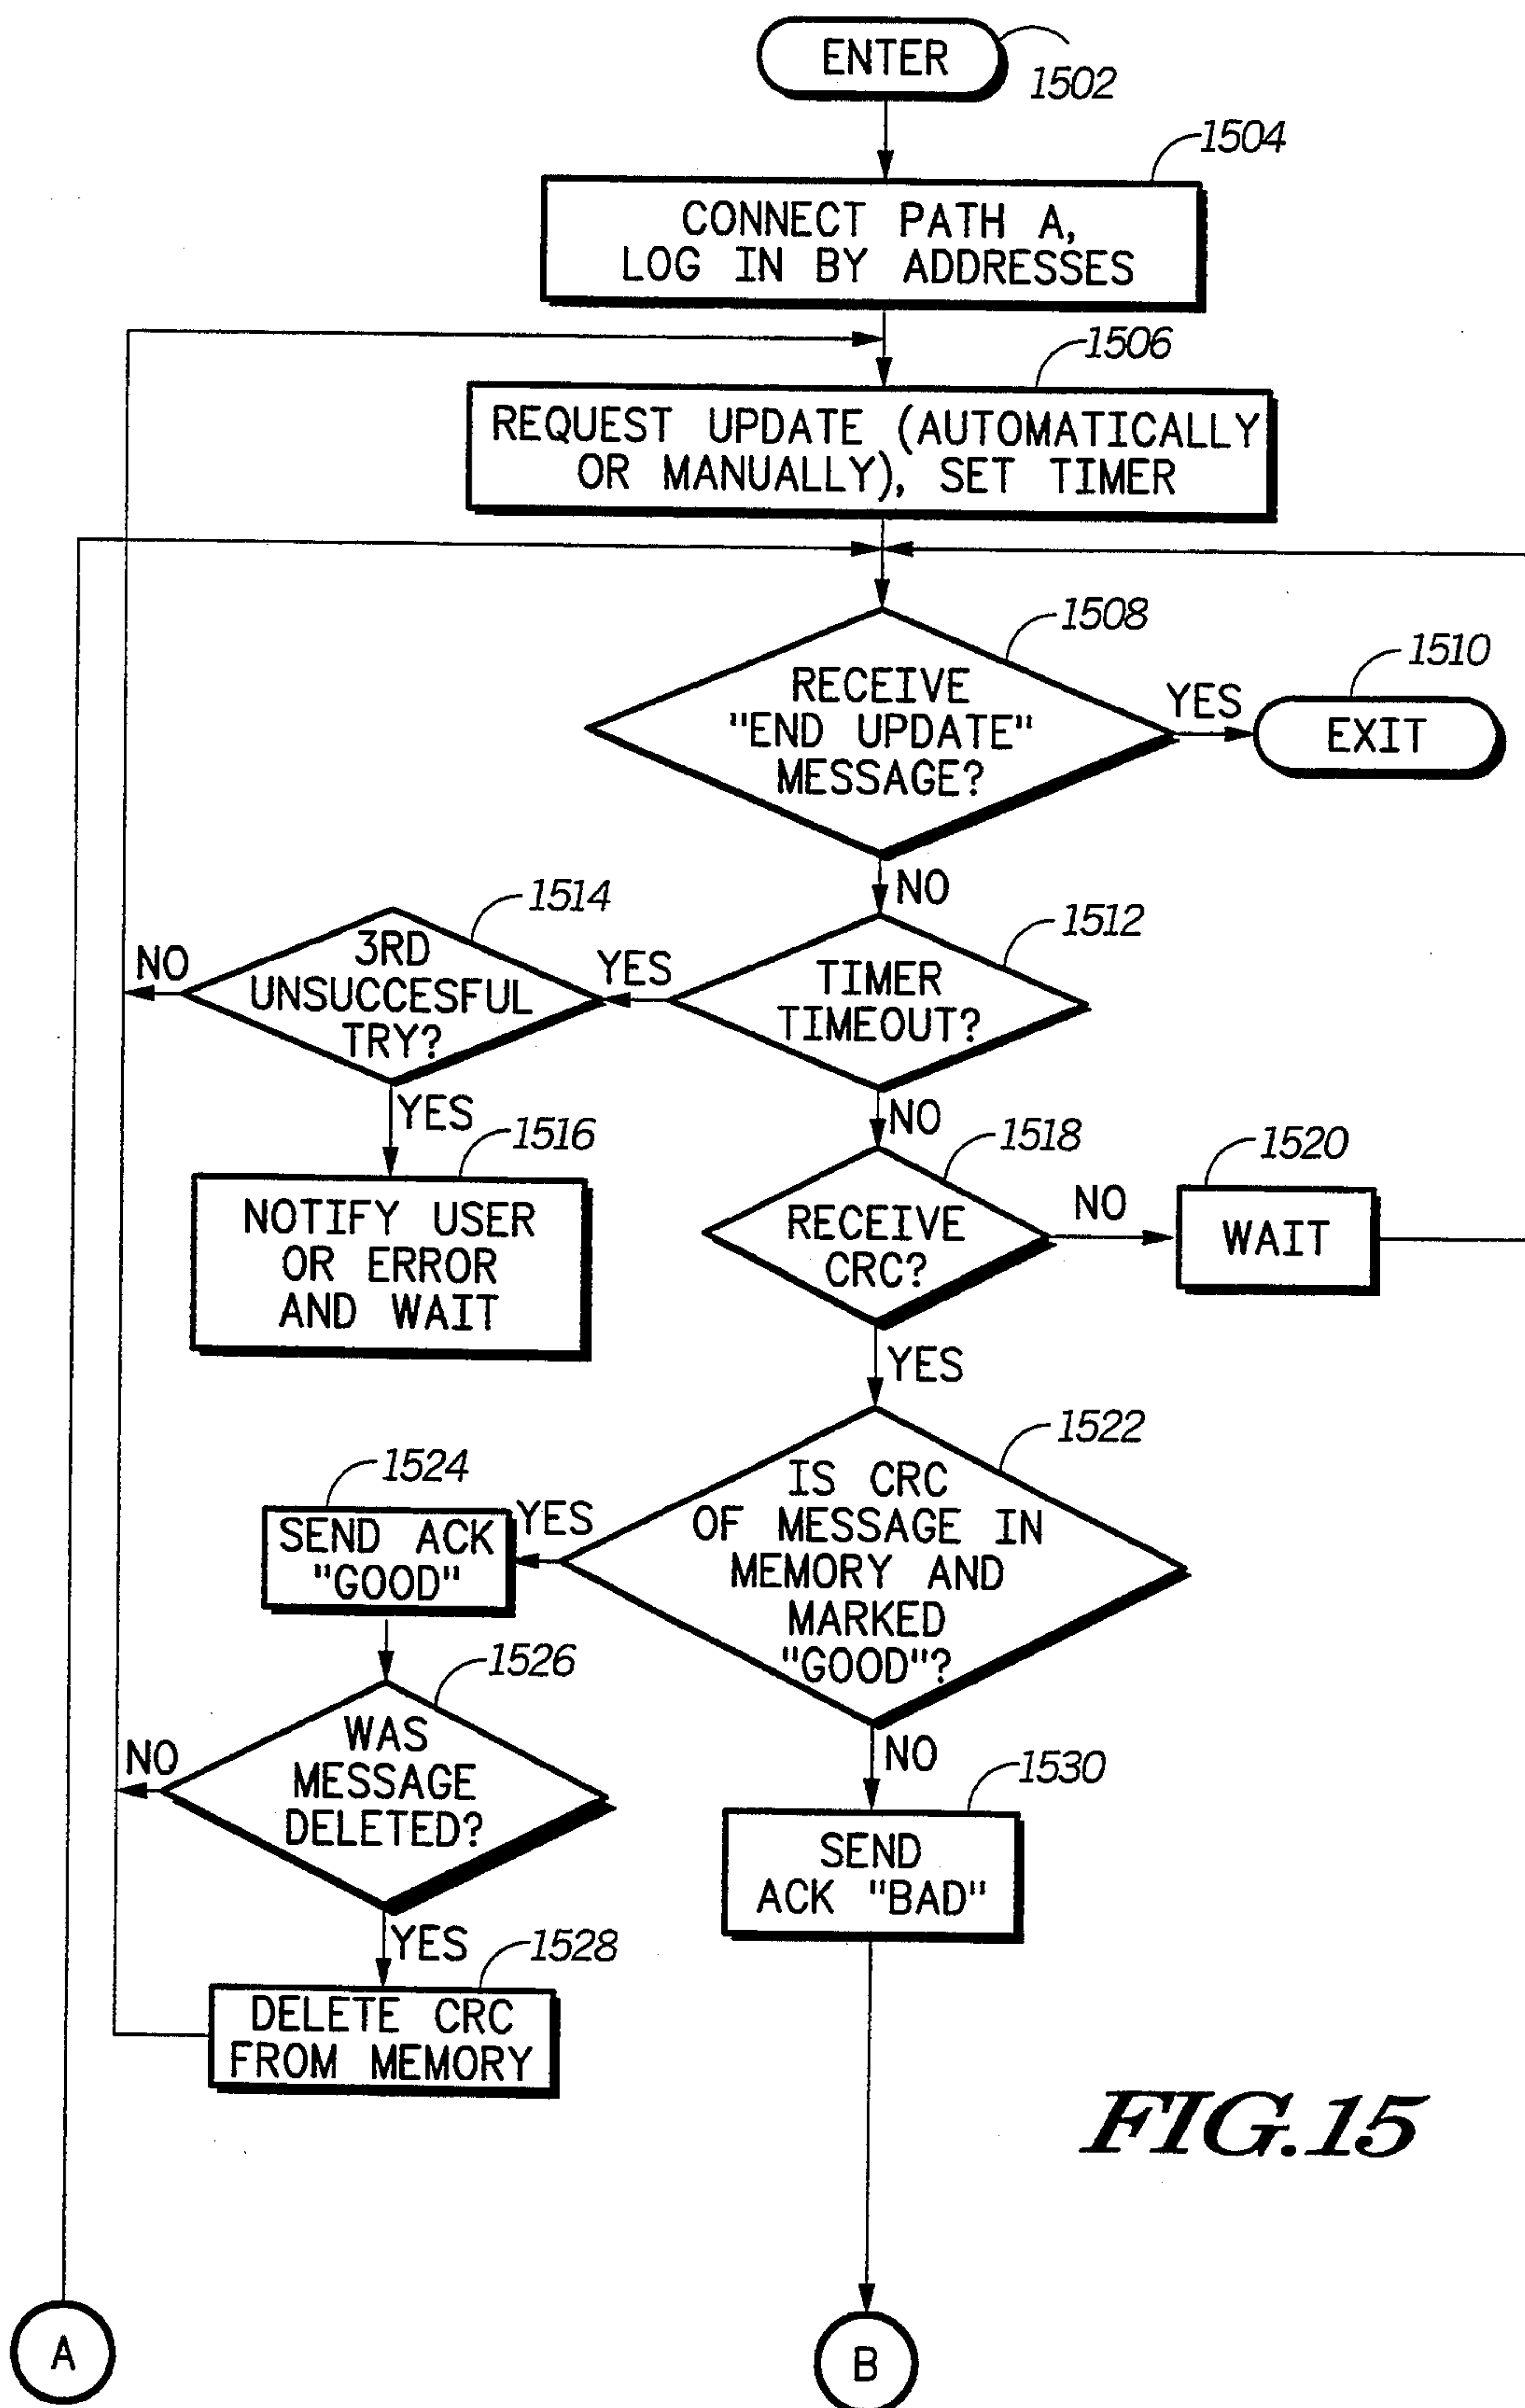 ENTER
1502
1504
CONNECT PATH A,
LOG IN BY ADDRESSES
1506
REQUEST UPDATE (AUTOMATICALLY
OR MANUALLY), SET TIMER
1508
RECEIVE
"END UPDATE"
MESSAGE?
YES
1510
EXIT
NO
1512
TIMER
TIMEOUT?
YES
1514
3RD
UNSUCCESFUL
TRY?
NO
YES
1516
NOTIFY USER
OR ERROR
AND WAIT
NO
1518
RECEIVE
CRC?
NO
1520
WAIT
YES
1522
IS CRC
OF MESSAGE IN
MEMORY AND
MARKED
"GOOD"?
YES
1524
SEND ACK
"GOOD"
1526
WAS
MESSAGE
DELETED?
NO
YES
1528
DELETE CRC
FROM MEMORY
NO
1530
SEND
ACK "BAD"
FIG.15
A
B